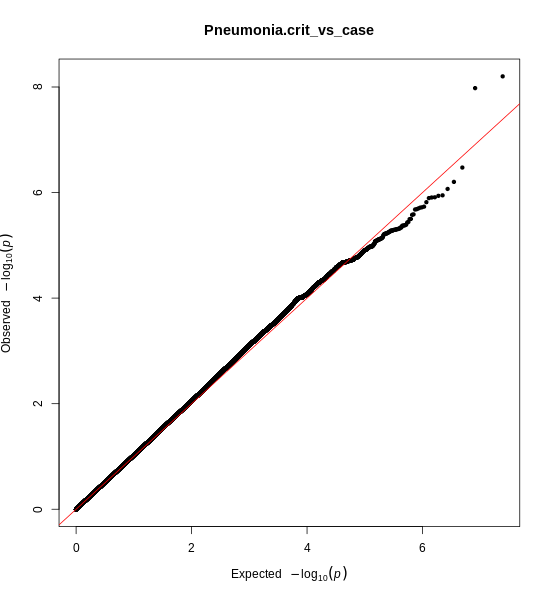 Pneumonia.crit_vs_case
Observed −log10(p)
8
6
4
2
0
0 2 4 6
Expected −log10(p)